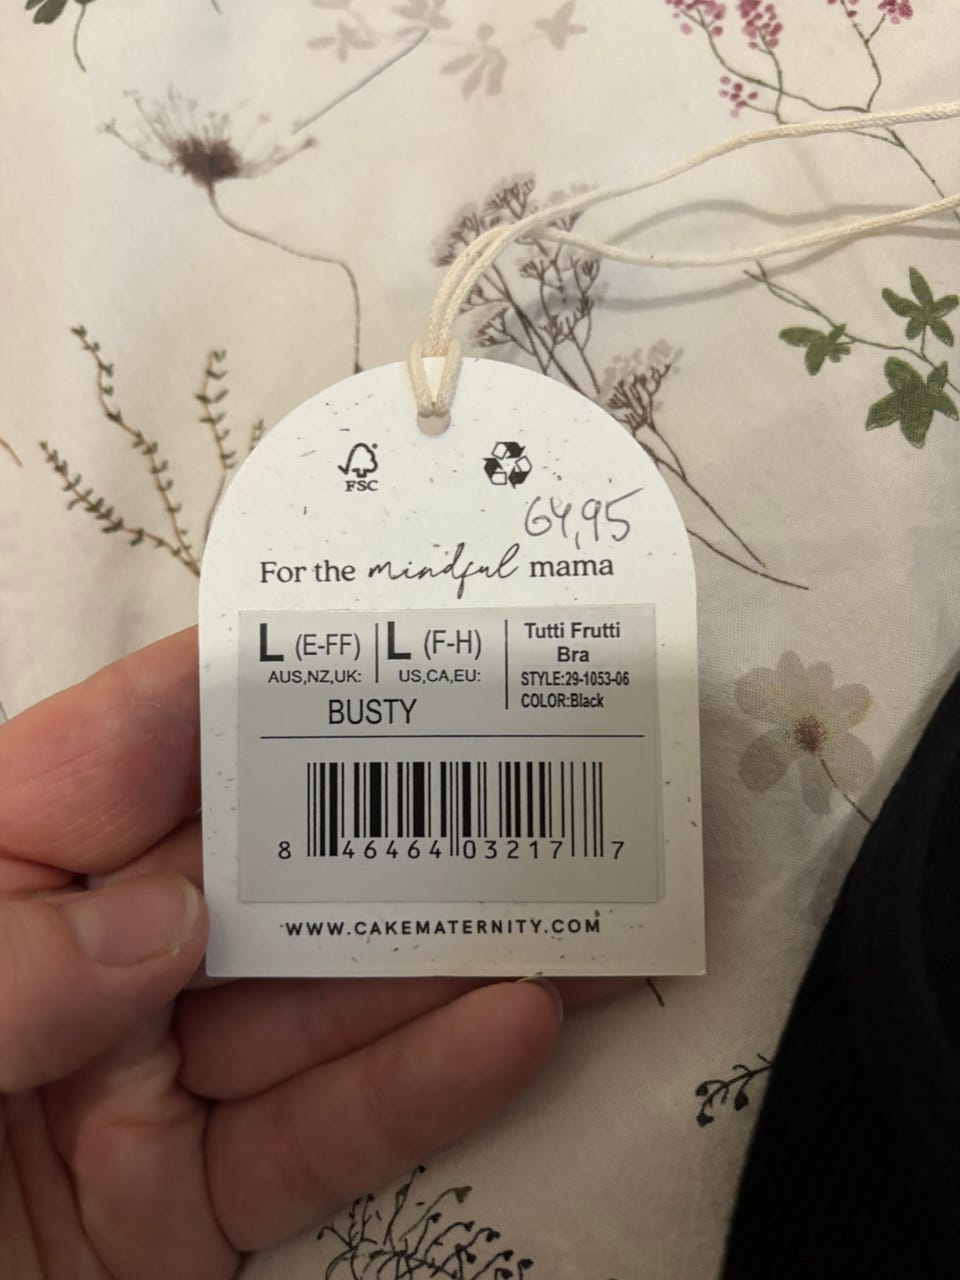 FSC
64,95
For the mindful mama
L (E-FF) L (F-H) Tutti Frutti
Bra
AUS,NZ,UK: US,CA,EU: STYLE:29-1053-06
COLOR:Black
BUSTY
8 46464 03217 7
WWW.CAKEMATERNITY.COM